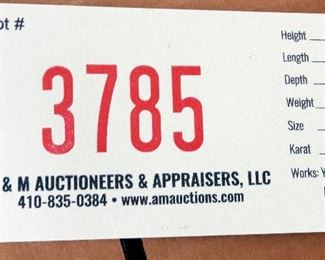 ot #
3785
& M AUCTIONEERS & APPRAISERS, LLC
410-835-0384 • www.amauctions.com
Height
Length
Depth
Weight
Size
Karat
Works: Y